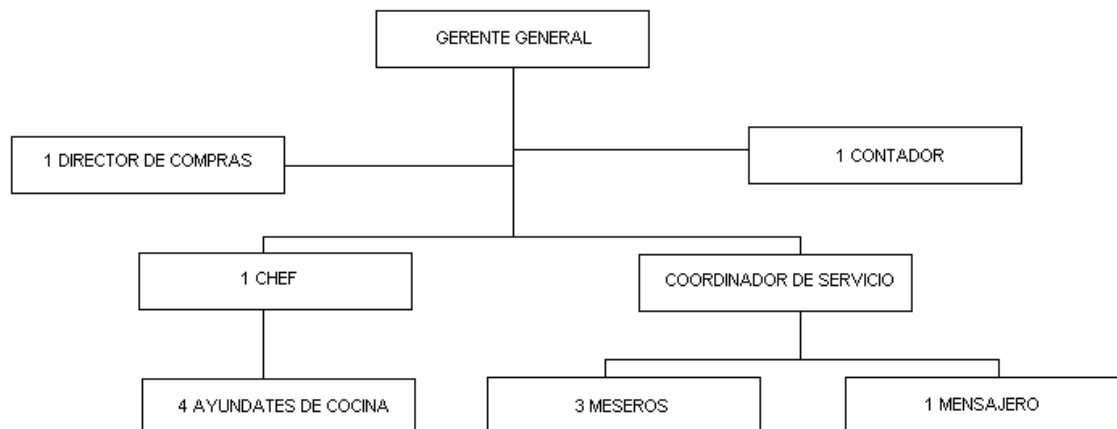 GERENTE GENERAL
1 DIRECTOR DE COMPRAS
1 CONTADOR
1 CHEF
COORDINADOR DE SERVICIO
4 AYUNDATES DE COCINA
3 MESEROS
1 MENSAJERO